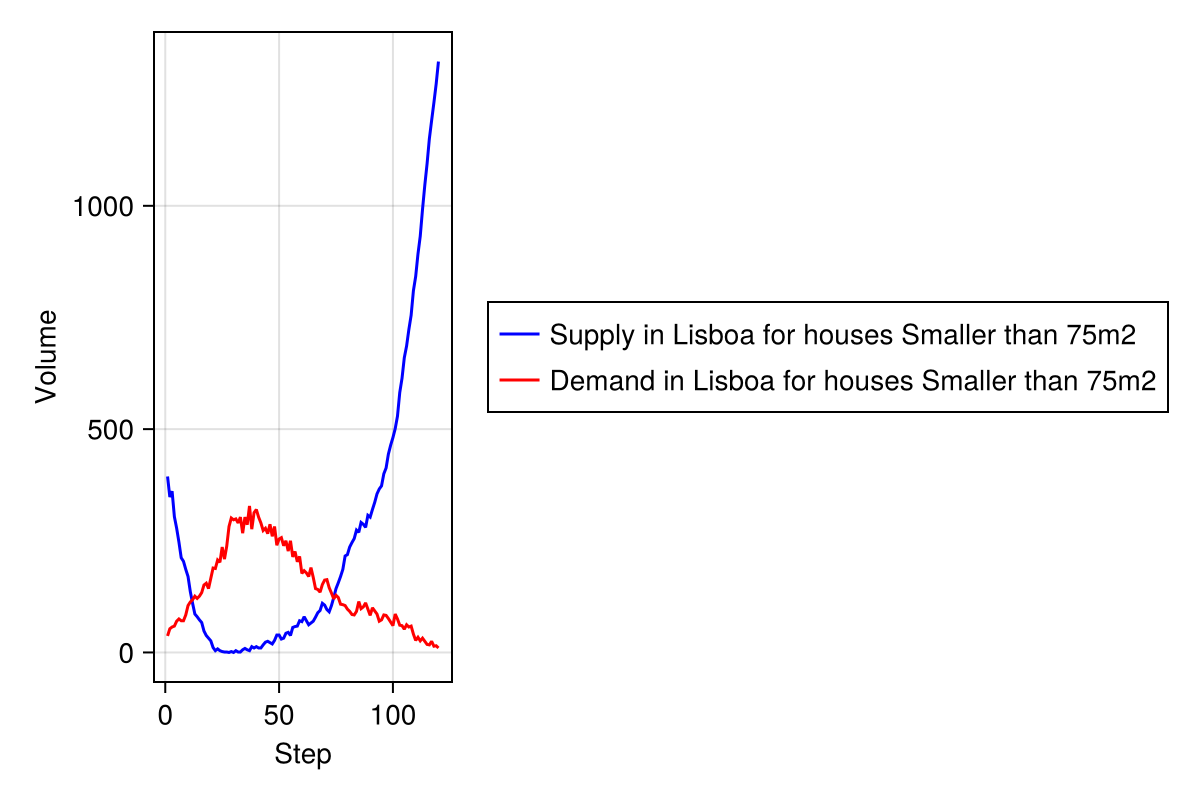 Volume
1000
500
0
0 50 100
Step
Supply in Lisboa for houses Smaller than 75m2
Demand in Lisboa for houses Smaller than 75m2